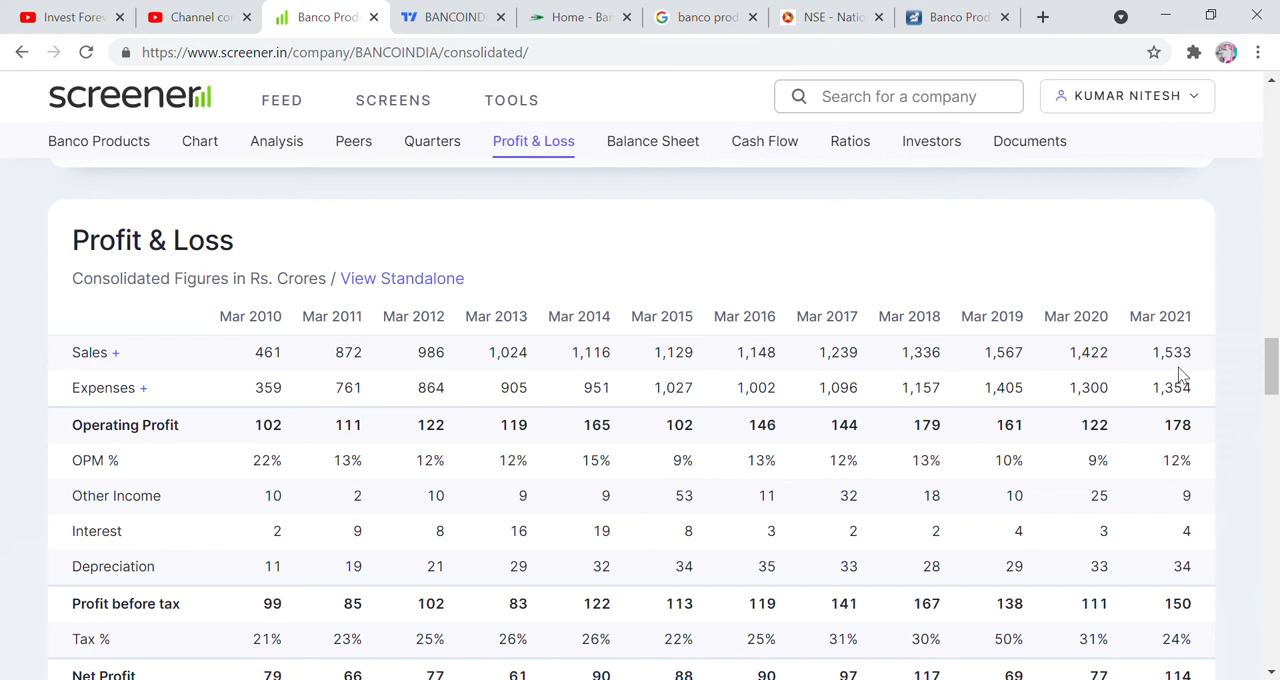 Invest Forev Channel co Banco Prod BANCOIND Home - Ban banco prod NSE - Natio Banco Prod
https://www.screener.in/company/BANCOINDIA/consolidated/
screener FEED SCREENS TOOLS Search for a company KUMAR NITESH
Banco Products Chart Analysis Peers Quarters Profit & Loss Balance Sheet Cash Flow Ratios Investors Documents
Profit & Loss
Consolidated Figures in Rs. Crores / View Standalone
Mar 2010 Mar 2011 Mar 2012 Mar 2013 Mar 2014 Mar 2015 Mar 2016 Mar 2017 Mar 2018 Mar 2019 Mar 2020 Mar 2021
Sales + 461 872 986 1,024 1,116 1,129 1,148 1,239 1,336 1,567 1,422 1,533
Expenses + 359 761 864 905 951 1,027 1,002 1,096 1,157 1,405 1,300 1,354
Operating Profit 102 111 122 119 165 102 146 144 179 161 122 178
OPM % 22% 13% 12% 12% 15% 9% 13% 12% 13% 10% 9% 12%
Other Income 10 2 10 9 9 53 11 32 18 10 25 9
Interest 2 9 8 16 19 8 3 2 2 4 3 4
Depreciation 11 19 21 29 32 34 35 33 28 29 33 34
Profit before tax 99 85 102 83 122 113 119 141 167 138 111 150
Tax % 21% 23% 25% 26% 26% 22% 25% 31% 30% 50% 31% 24%
Net Profit 79 66 77 61 90 88 90 97 117 69 77 114